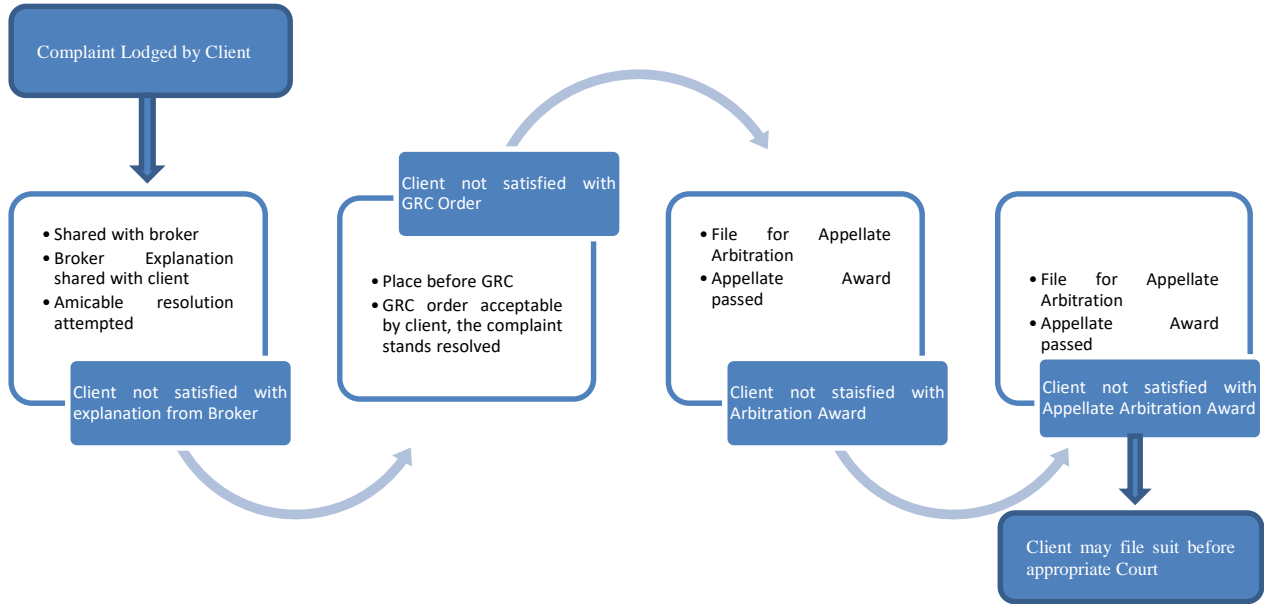 Complaint Lodged by Client
• Shared with broker
• Broker Explanation
shared with client
• Amicable resolution
attempted
Client not satisfied with
explanation from Broker
Client not satisfied with
GRC Order
• Place before GRC
• GRC order acceptable
by client, the complaint
stands resolved
• File for Appellate
Arbitration
• Appellate Award
passed
Client not staisfied with
Arbitration Award
• File for Appellate
Arbitration
• Appellate Award
passed
Client not satisfied with
Appellate Arbitration Award
Client may file suit before
appropriate Court